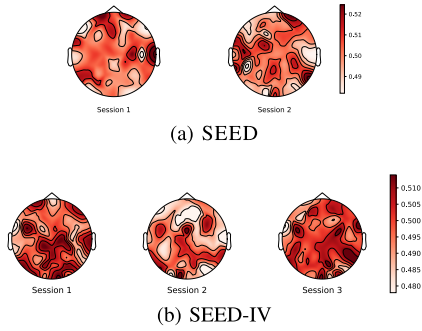 0.52
0.51
0.50
0.49
Session 1
Session 2
(a) SEED
0.510
0.505
0.500
0.495
0.490
0.485
0.480
Session 1
Session 2
Session 3
(b) SEED-IV